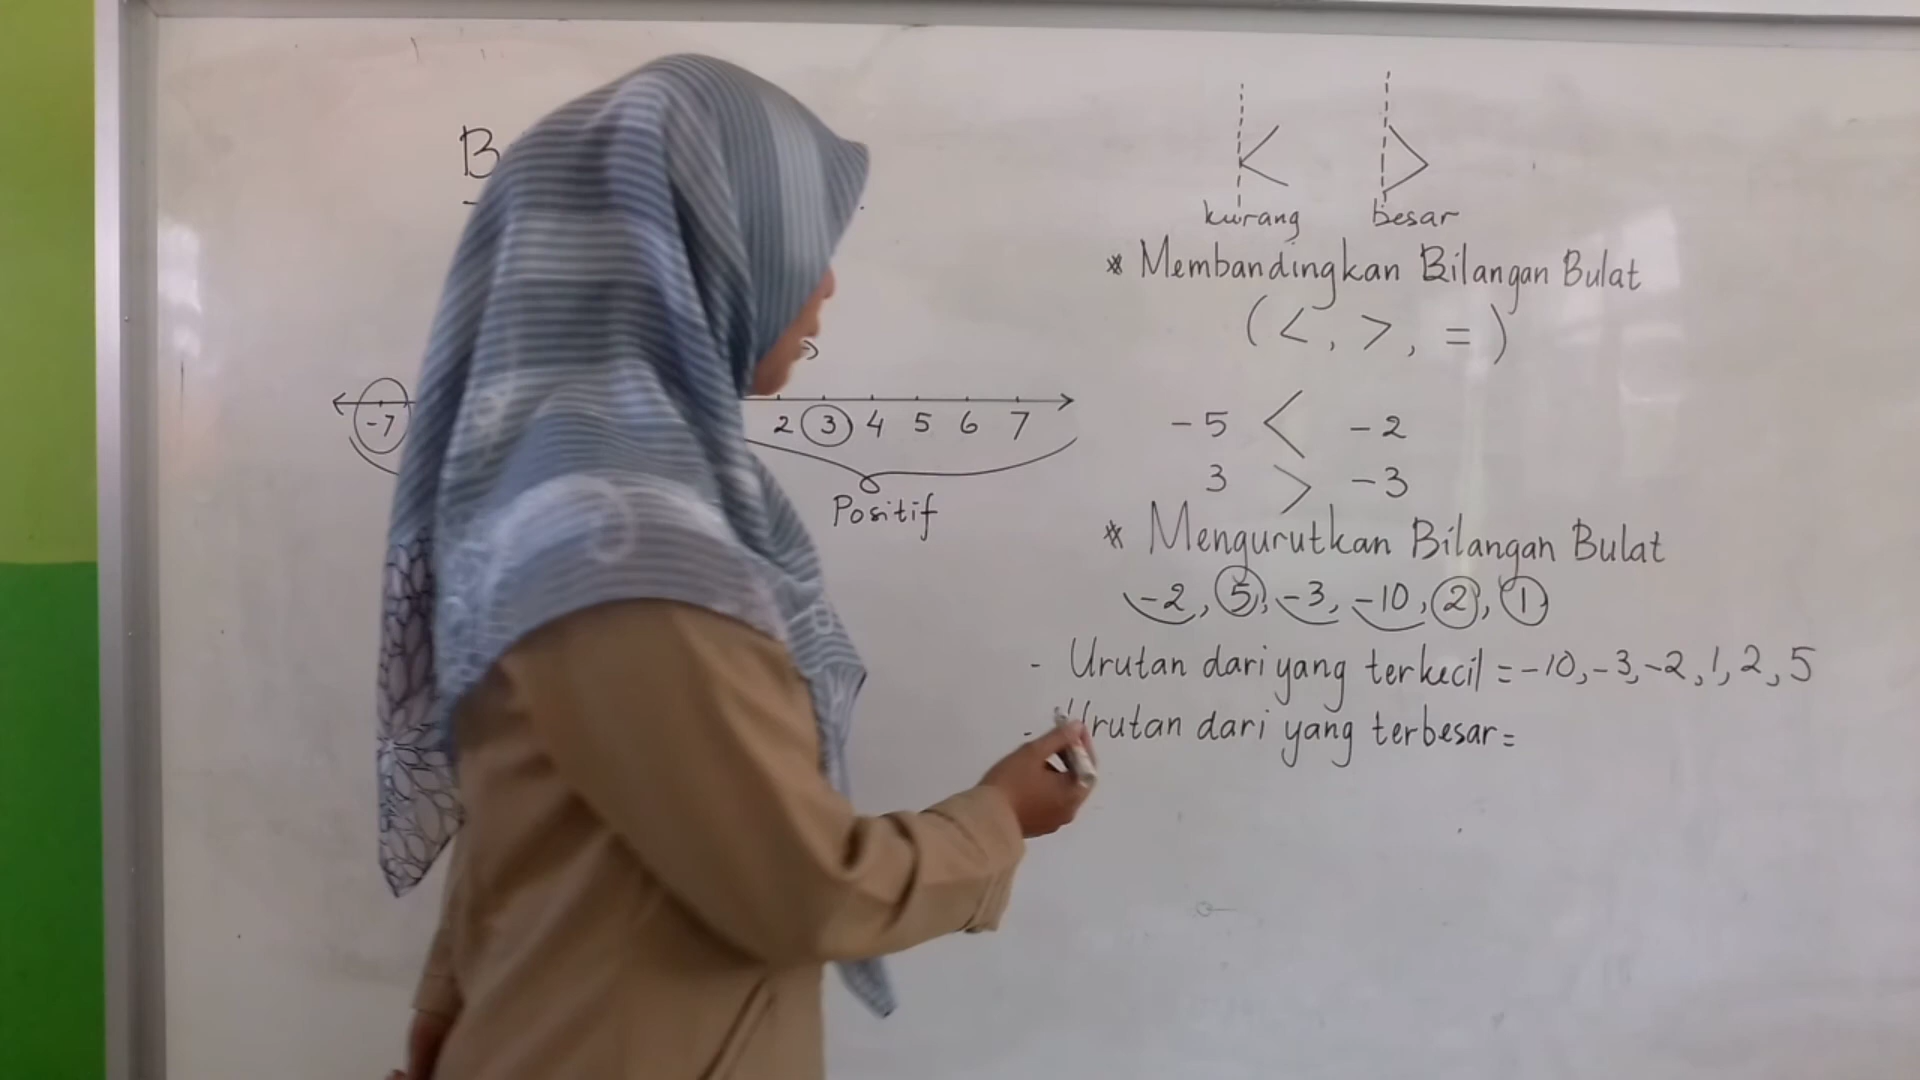 B
-7 2 3 4 5 6 7
Positif
< >
kurang besar
* Membandingkan Bilangan Bulat
( <, >, = )
-5 < -2
3 > -3
* Mengurutkan Bilangan Bulat
-2, 5, -3, -10, 2, 1
- Urutan dari yang terkecil = -10, -3, -2, 1, 2, 5
- Urutan dari yang terbesar =